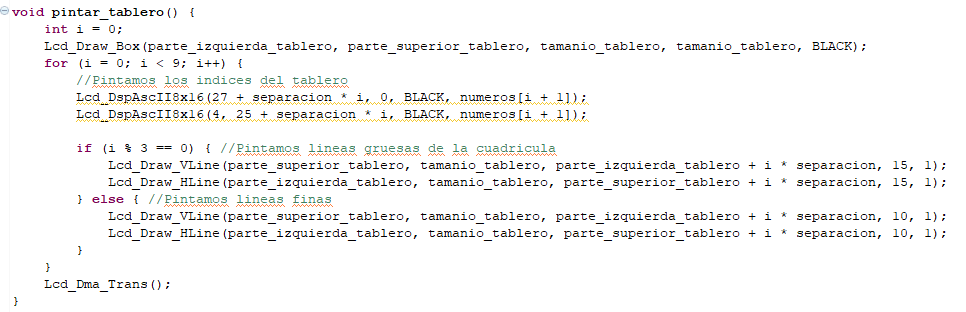 void pintar_tablero() {
int i = 0;
Lcd_Draw_Box(parte_izquierda_tablero, parte_superior_tablero, tamanio_tablero, tamanio_tablero, BLACK);
for (i = 0; i < 9; i++) {
//Pintamos los indices del tablero
Lcd_DspAscII8x16(27 + separacion * i, 0, BLACK, numeros[i + 1]);
Lcd_DspAscII8x16(4, 25 + separacion * i, BLACK, numeros[i + 1]);
if (i % 3 == 0) { //Pintamos lineas gruesas de la cuadricula
Lcd_Draw_VLine(parte_superior_tablero, tamanio_tablero, parte_izquierda_tablero + i * separacion, 15, 1);
Lcd_Draw_HLine(parte_izquierda_tablero, tamanio_tablero, parte_superior_tablero + i * separacion, 15, 1);
} else { //Pintamos lineas finas
Lcd_Draw_VLine(parte_superior_tablero, tamanio_tablero, parte_izquierda_tablero + i * separacion, 10, 1);
Lcd_Draw_HLine(parte_izquierda_tablero, tamanio_tablero, parte_superior_tablero + i * separacion, 10, 1);
}
}
Lcd_Dma_Trans();
}